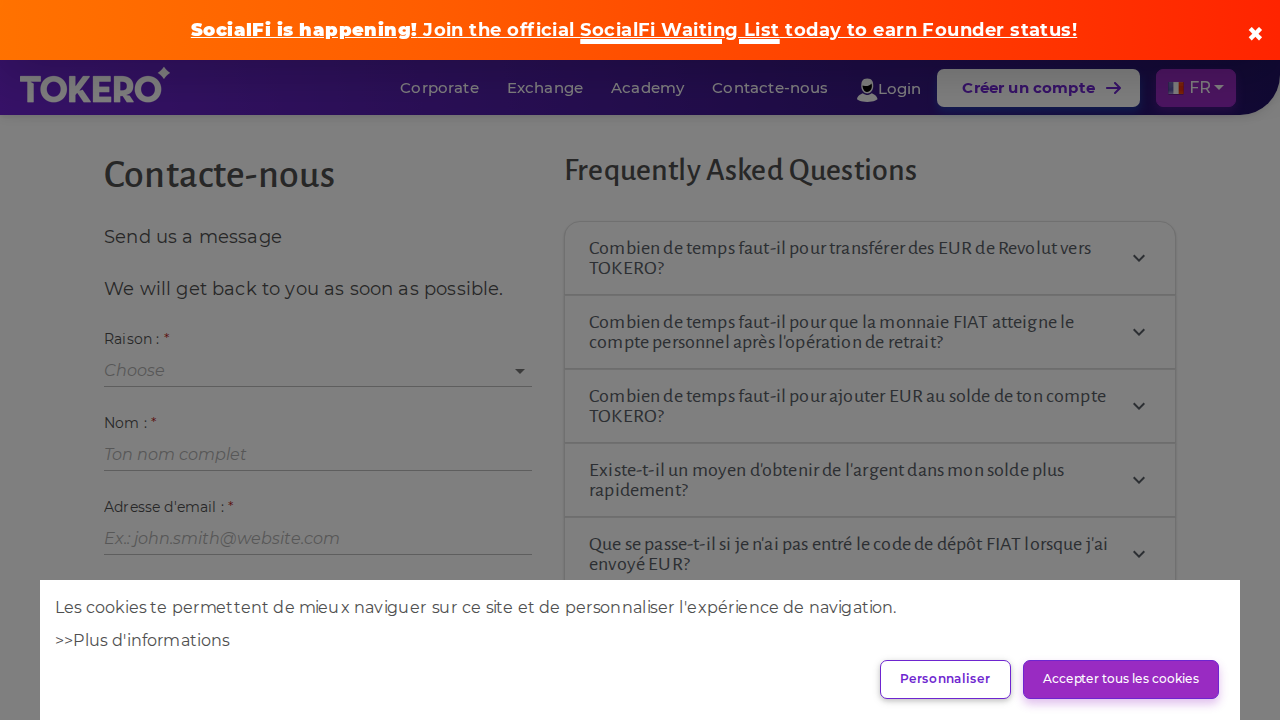 SocialFi is happening! Join the official SocialFi Waiting List today to earn Founder status!
✖
TOKERO
Corporate
Exchange
Academy
Contacte-nous
Login
Créer un compte
FR
Contacte-nous
Send us a message
We will get back to you as soon as possible.
Raison : *
Choose
Nom : *
Ton nom complet
Adresse d'email : *
Ex.: john.smith@website.com
Frequently Asked Questions
Combien de temps faut-il pour transférer des EUR de Revolut vers
TOKERO?
Combien de temps faut-il pour que la monnaie FIAT atteigne le
compte personnel après l'opération de retrait?
Combien de temps faut-il pour ajouter EUR au solde de ton compte
TOKERO?
Existe-t-il un moyen d'obtenir de l'argent dans mon solde plus
rapidement?
Que se passe-t-il si je n'ai pas entré le code de dépôt FIAT lorsque j'ai
envoyé EUR?
Les cookies te permettent de mieux naviguer sur ce site et de personnaliser l'expérience de navigation.
>>Plus d'informations
Personnaliser
Accepter tous les cookies